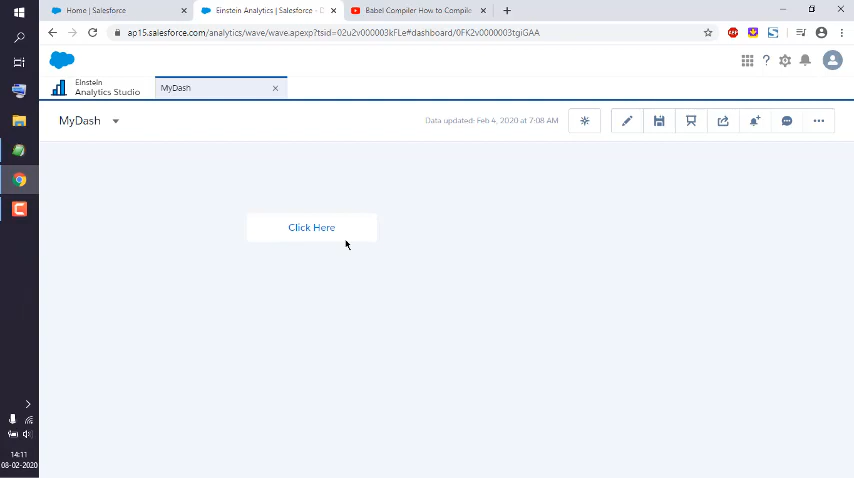 Home | Salesforce
Einstein Analytics | Salesforce - D
Babel Compiler How to Compile
ap15.salesforce.com/analytics/wave/wave.apexp?tsid=02u2v000003kFLe#dashboard/0FK2v0000003tgiGAA
Einstein
Analytics Studio
MyDash
MyDash
Data updated: Feb 4, 2020 at 7:08 AM
Click Here
14:11
08-02-2020